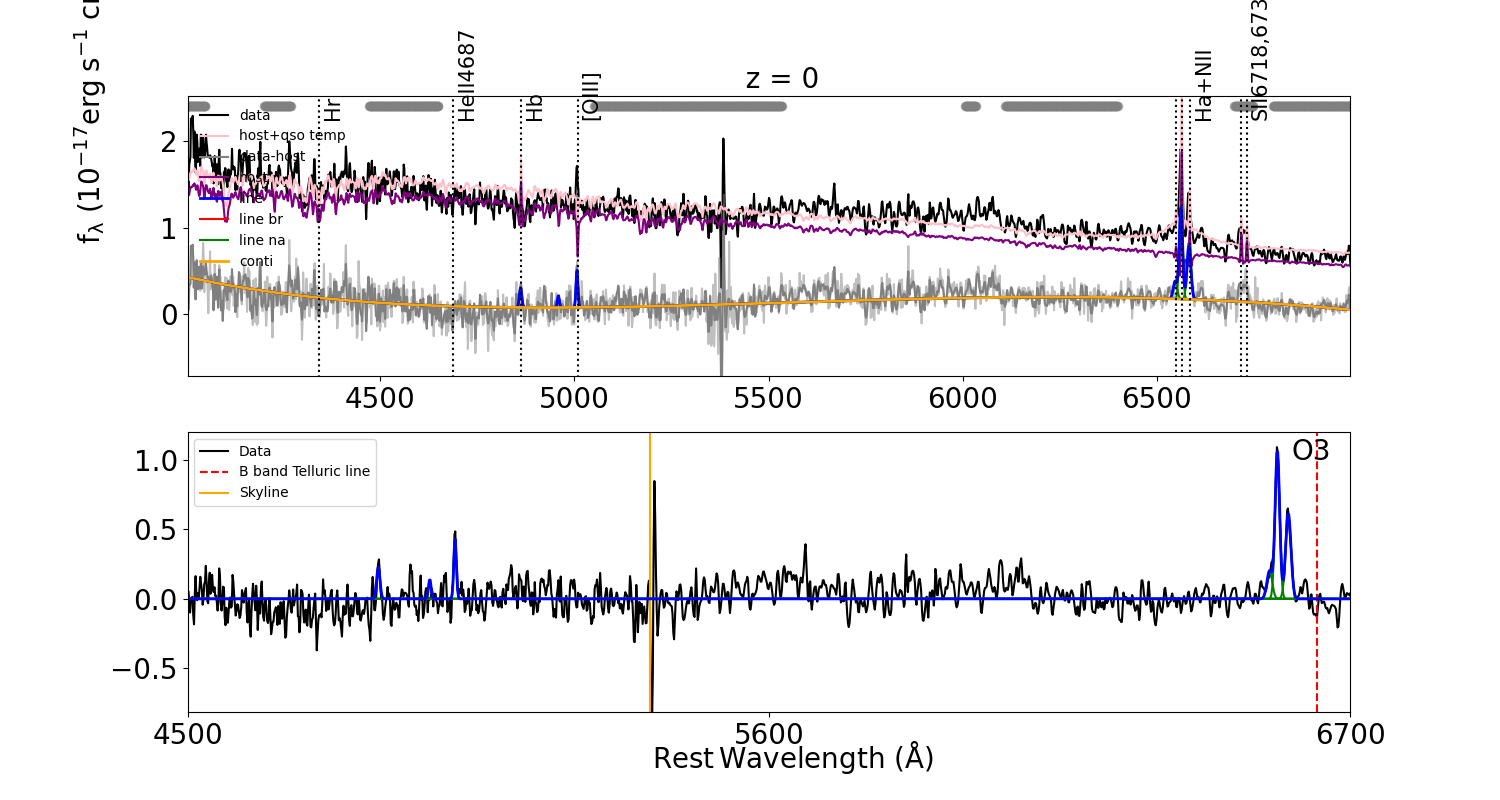 z = 0
f_λ (10^−17 erg s^−1 c
Hr
HeII4687
Hb
[OIII]
Ha+NII
SII6718,673
data
host+qso temp
data-host
host
line
line br
line na
conti
2
1
0
4500
5000
5500
6000
6500
Data
B band Telluric line
Skyline
O3
1.0
0.5
0.0
−0.5
4500
5600
6700
Rest Wavelength (Å)